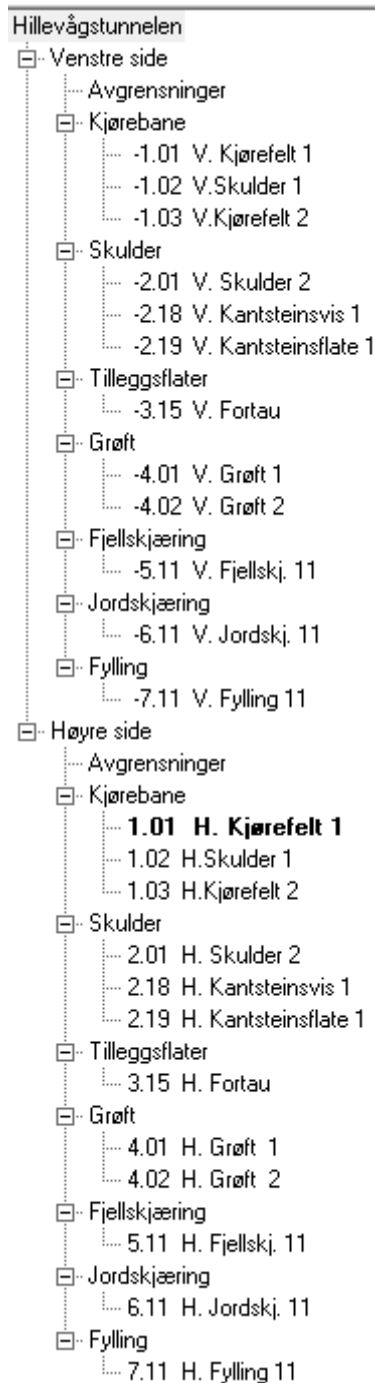 Hillevågstunnelen
Venstre side
Avgrensninger
Kjørebane
-1.01 V. Kjørefelt 1
-1.02 V.Skulder 1
-1.03 V.Kjørefelt 2
Skulder
-2.01 V. Skulder 2
-2.18 V. Kantsteinsvis 1
-2.19 V. Kantsteinsflate 1
Tilleggsflater
-3.15 V. Fortau
Grøft
-4.01 V. Grøft 1
-4.02 V. Grøft 2
Fjellskjæring
-5.11 V. Fjellskj. 11
Jordskjæring
-6.11 V. Jordskj. 11
Fylling
-7.11 V. Fylling 11
Høyre side
Avgrensninger
Kjørebane
1.01 H. Kjørefelt 1
1.02 H.Skulder 1
1.03 H.Kjørefelt 2
Skulder
2.01 H. Skulder 2
2.18 H. Kantsteinsvis 1
2.19 H. Kantsteinsflate 1
Tilleggsflater
3.15 H. Fortau
Grøft
4.01 H. Grøft 1
4.02 H. Grøft 2
Fjellskjæring
5.11 H. Fjellskj. 11
Jordskjæring
6.11 H. Jordskj. 11
Fylling
7.11 H. Fylling 11